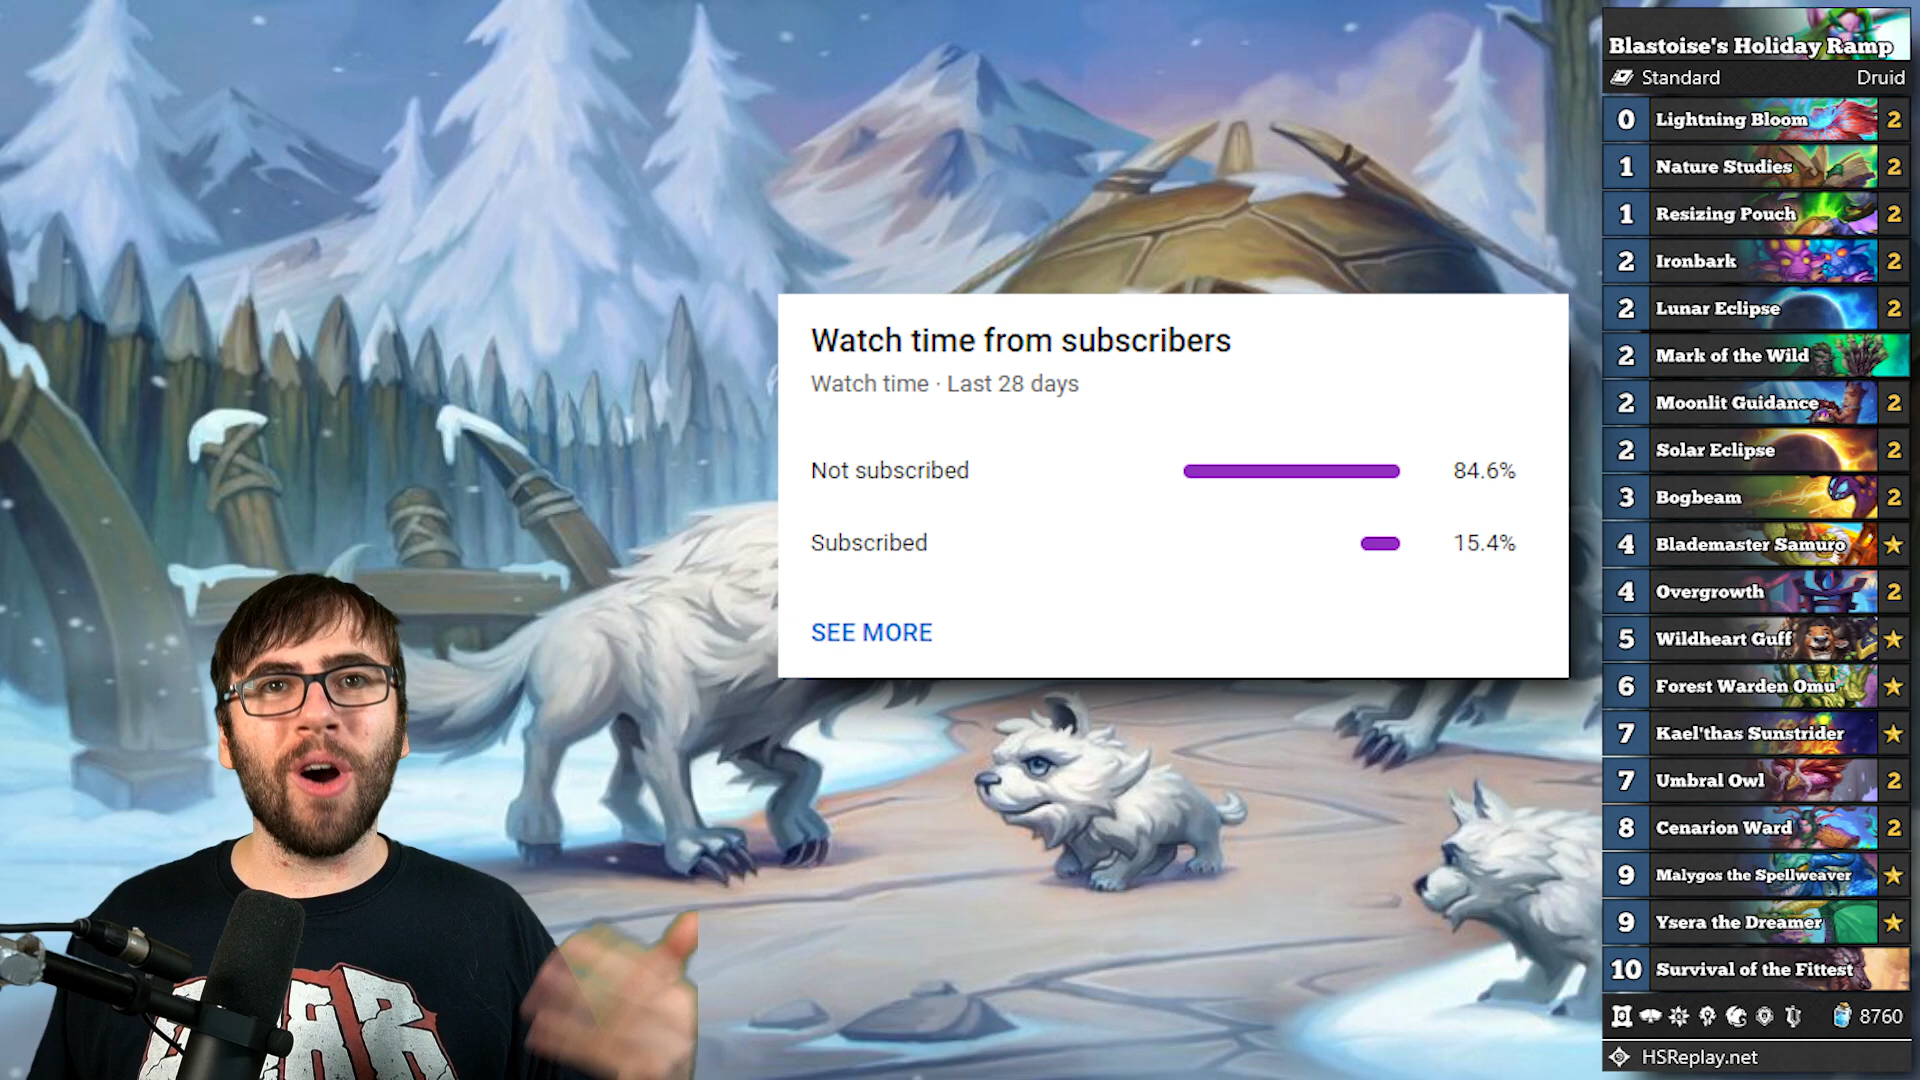 Blastoise's Holiday Ramp
Standard Druid
0 Lightning Bloom 2
1 Nature Studies 2
1 Resizing Pouch 2
2 Ironbark 2
2 Lunar Eclipse 2
2 Mark of the Wild
2 Moonlit Guidance 2
2 Solar Eclipse 2
3 Bogbeam 2
4 Blademaster Samuro
4 Overgrowth 2
5 Wildheart Guff
6 Forest Warden Omu
7 Kael'thas Sunstrider
7 Umbral Owl 2
8 Cenarion Ward 2
9 Malygos the Spellweaver
9 Ysera the Dreamer
10 Survival of the Fittest
8760
HSReplay.net
Watch time from subscribers
Watch time · Last 28 days
Not subscribed 84.6%
Subscribed 15.4%
SEE MORE